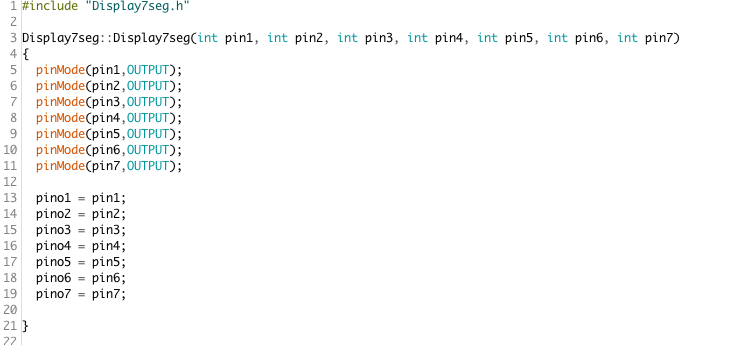 1 #include "Display7seg.h"
2
3 Display7seg::Display7seg(int pin1, int pin2, int pin3, int pin4, int pin5, int pin6, int pin7)
4 {
5   pinMode(pin1,OUTPUT);
6   pinMode(pin2,OUTPUT);
7   pinMode(pin3,OUTPUT);
8   pinMode(pin4,OUTPUT);
9   pinMode(pin5,OUTPUT);
10   pinMode(pin6,OUTPUT);
11   pinMode(pin7,OUTPUT);
12
13   pino1 = pin1;
14   pino2 = pin2;
15   pino3 = pin3;
16   pino4 = pin4;
17   pino5 = pin5;
18   pino6 = pin6;
19   pino7 = pin7;
20
21 }
22